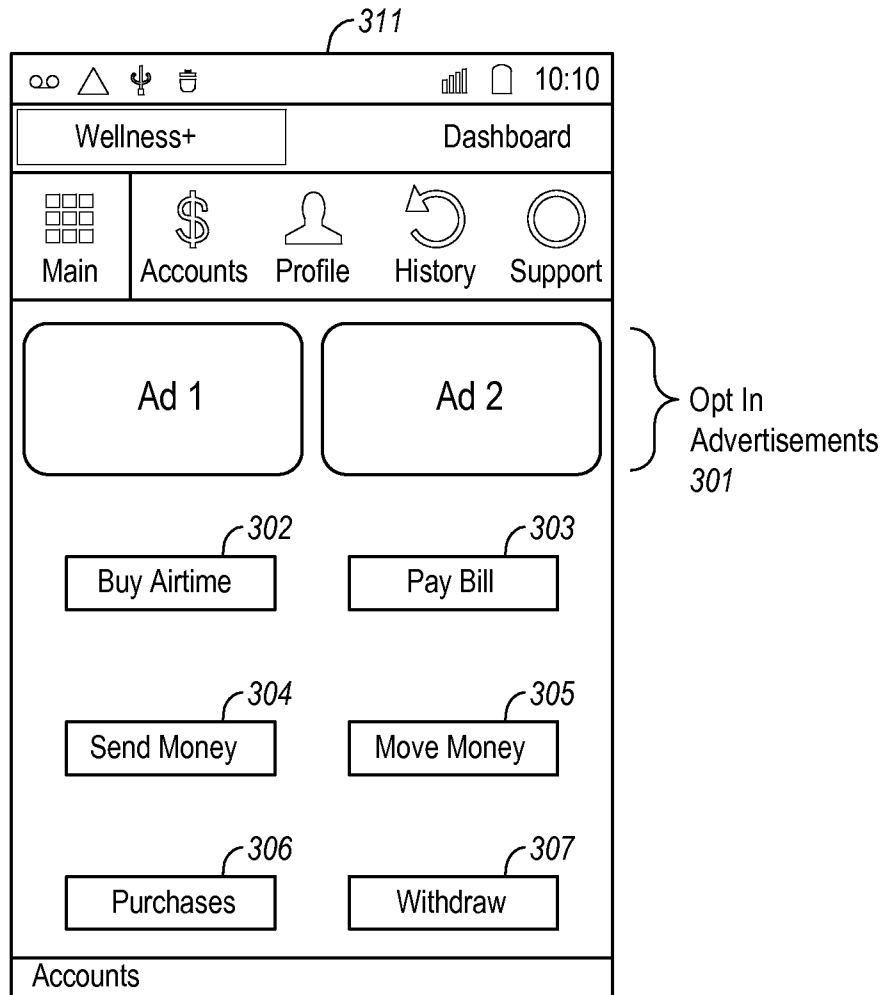 311
10:10
Wellness+ Dashboard
Main Accounts Profile History Support
Ad 1 Ad 2
Opt In
Advertisements
301
302 303
Buy Airtime Pay Bill
304 305
Send Money Move Money
306 307
Purchases Withdraw
Accounts